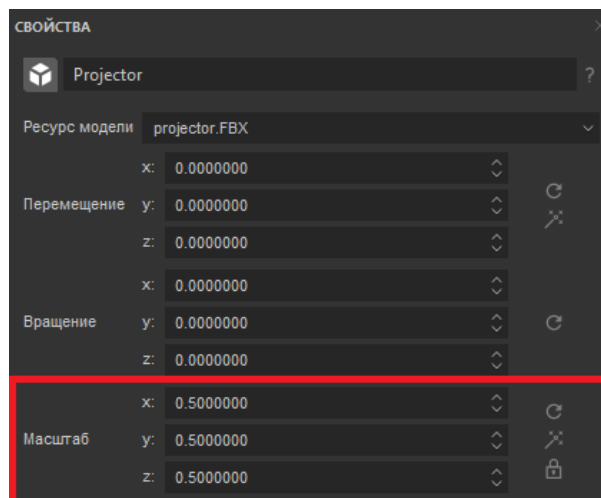 СВОЙСТВА
Projector ?
Ресурс модели projector.FBX
x: 0.0000000
Перемещение y: 0.0000000
z: 0.0000000
x: 0.0000000
Вращение y: 0.0000000
z: 0.0000000
x: 0.5000000
Масштаб y: 0.5000000
z: 0.5000000